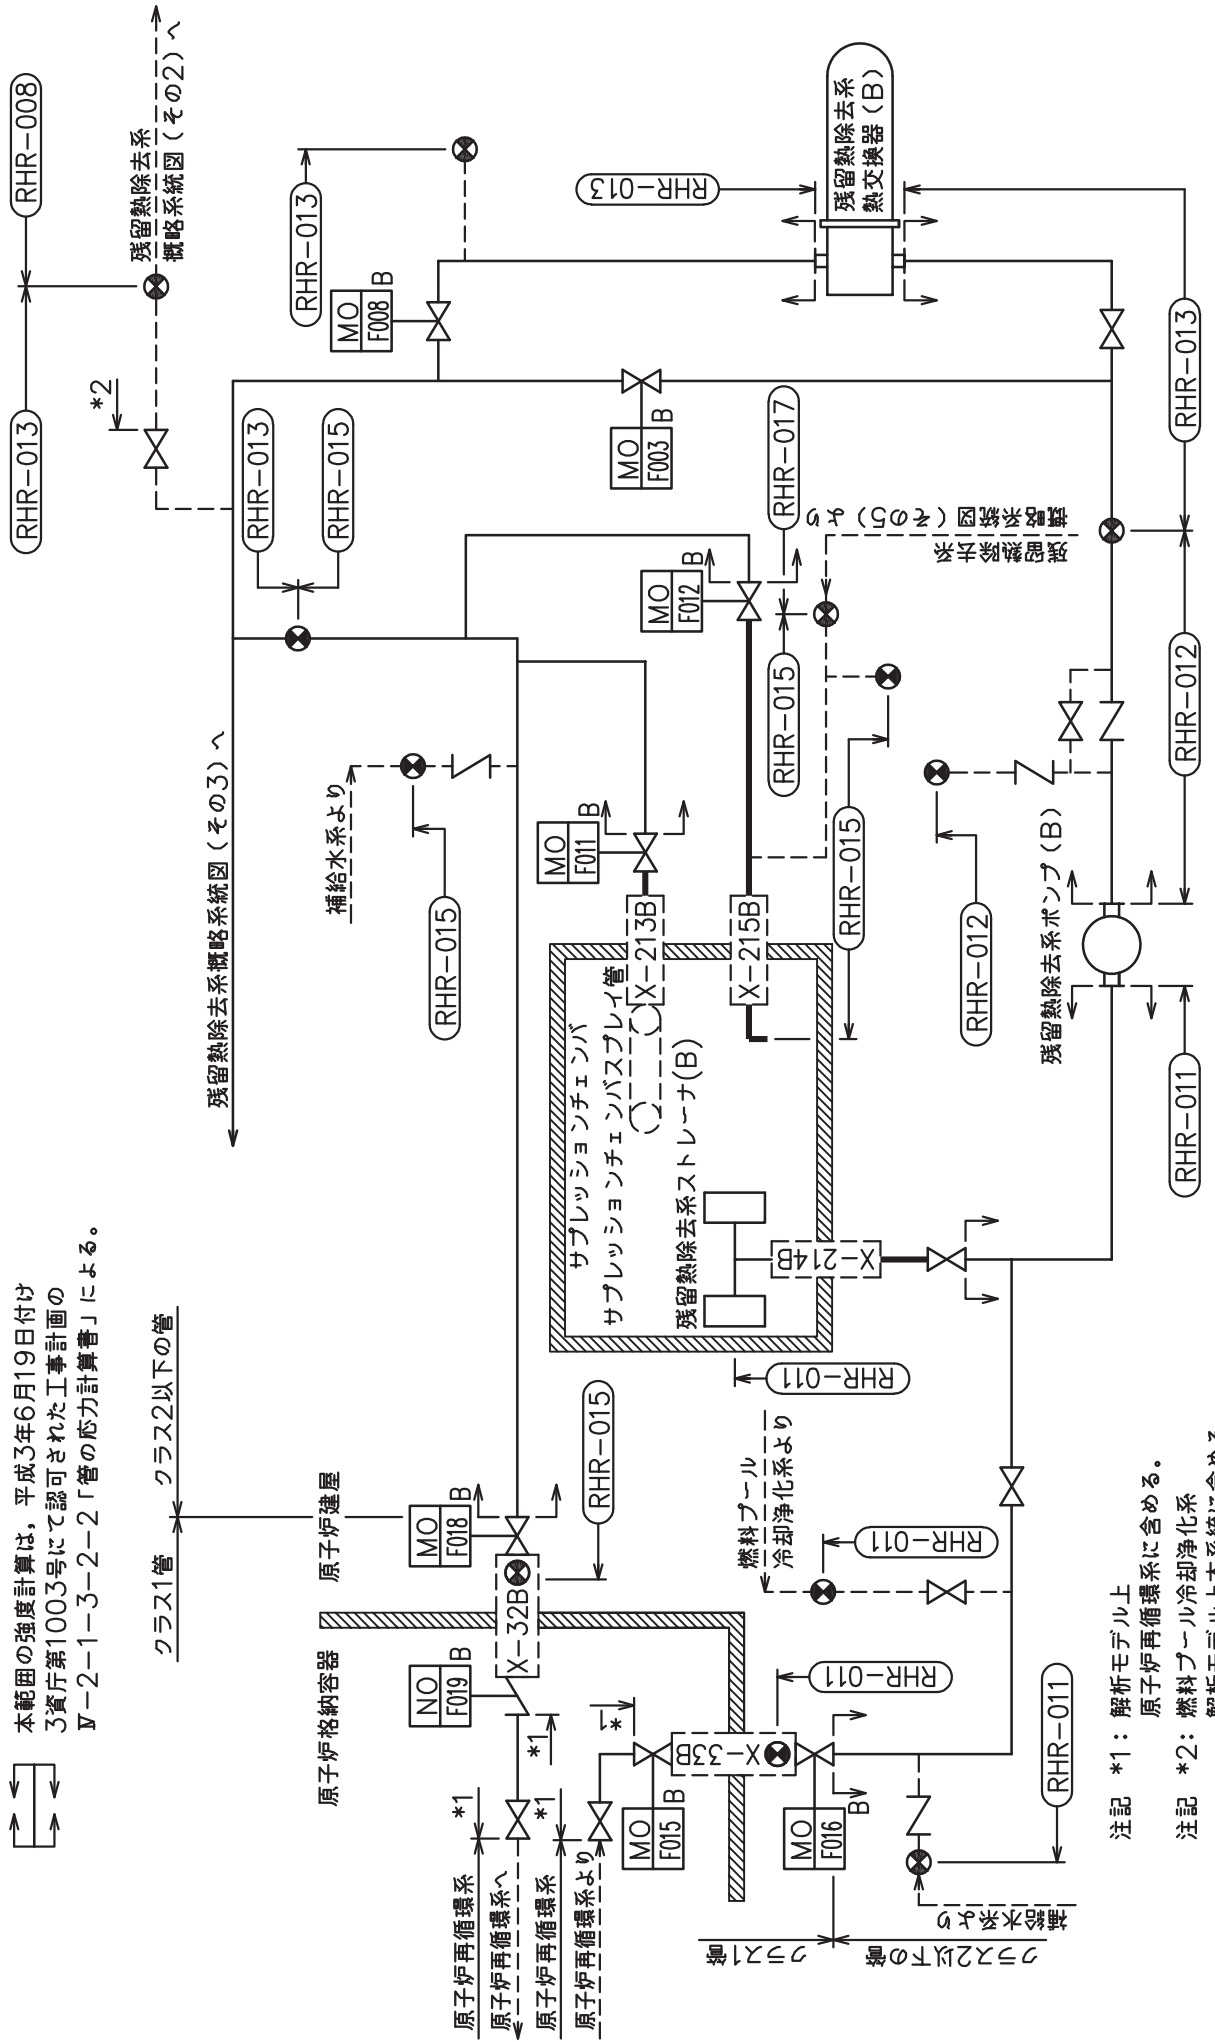 本範囲の強度計算は，平成3年6月19日付け
3資庁第1003号にて認可された工事計画の
Ⅳ－2－1－3－2－2「管の応力計算書」による。
クラス1管
クラス2以下の管
原子炉格納容器
原子炉建屋
残留熱除去系概略系統図（その3）へ
RHR-013
RHR-008
残留熱除去系
概略系統図（その2）へ
*2
RHR-013
RHR-015
RHR-013
MO
F008
B
MO
F003
B
残留熱除去系
熱交換器（B）
RHR-013
RHR-013
RHR-012
補給水系より
RHR-015
MO
F011
B
MO
F012
B
RHR-017
RHR-015
残留熱除去系
概略系統図（その5）より
RHR-015
X-213B
X-215B
サプレッションチェンバ
サプレッションチェンバスプレイ管
残留熱除去系ストレーナ(B)
X-214B
RHR-011
RHR-012
残留熱除去系ポンプ（B）
RHR-011
原子炉再循環系
*1
原子炉再循環系へ
原子炉再循環系
*1
原子炉再循環系より
NO
F019
B
*1
X-32B
MO
F018
B
RHR-015
*1
MO
F015
B
X-33B
RHR-011
MO
F016
B
燃料プール
冷却浄化系より
RHR-011
クラス1管
クラス2以下の管
補給水系より
RHR-011
注記　*1：解析モデル上
原子炉再循環系に含める。
注記　*2：燃料プール冷却浄化系